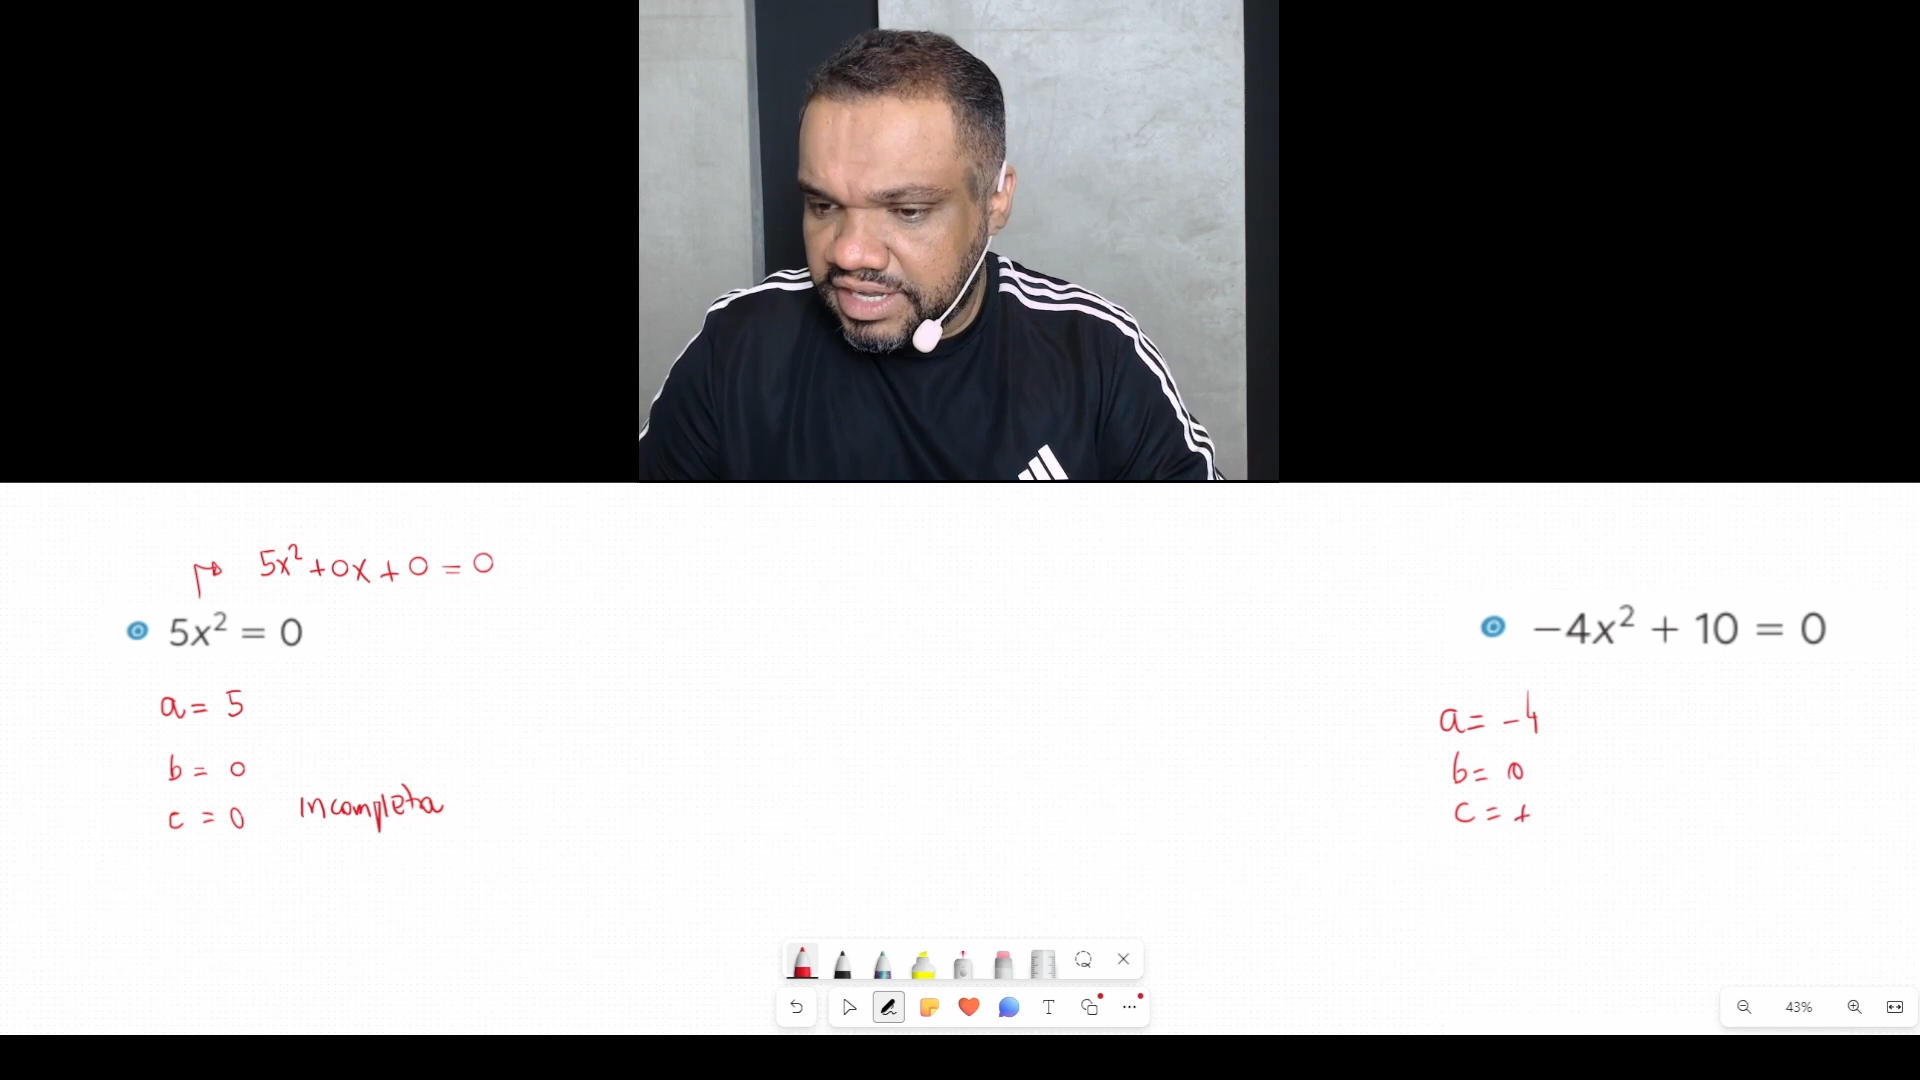 5x² + 0x + 0 = 0
5x² = 0
a = 5
b = 0
c = 0 incompleta
−4x² + 10 = 0
a = -4
b = 0
c = +
T
43%